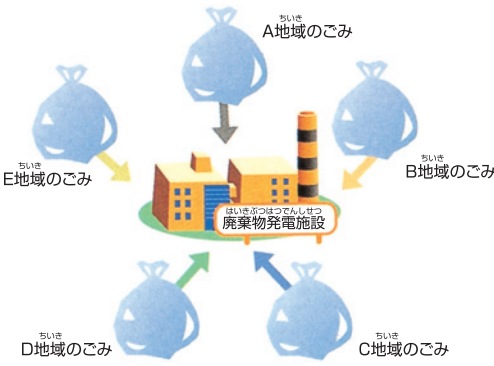 ちいき
A地域のごみ
ちいき
B地域のごみ
ちいき
E地域のごみ
はいきぶつはつでんしせつ
廃棄物発電施設
ちいき
D地域のごみ
ちいき
C地域のごみ